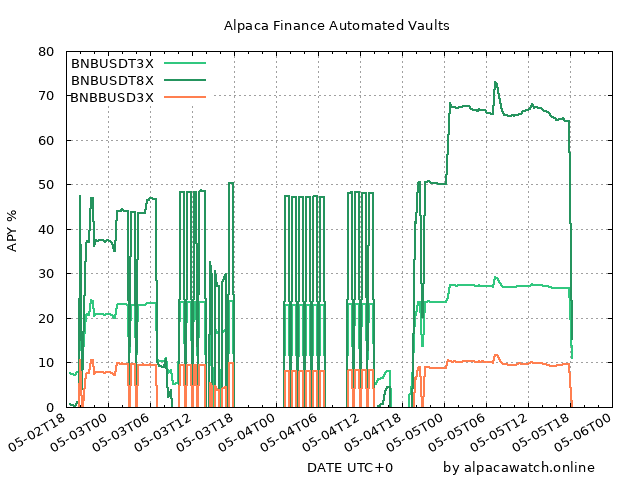 Alpaca Finance Automated Vaults
BNBUSDT3X
BNBUSDT8X
BNBBUSD3X
APY %
80
70
60
50
40
30
20
10
0
05-02T18 05-03T00 05-03T06 05-03T12 05-03T18 05-04T00 05-04T06 05-04T12 05-04T18 05-05T00 05-05T06 05-05T12 05-05T18 05-06T00
DATE UTC+0 by alpacawatch.online